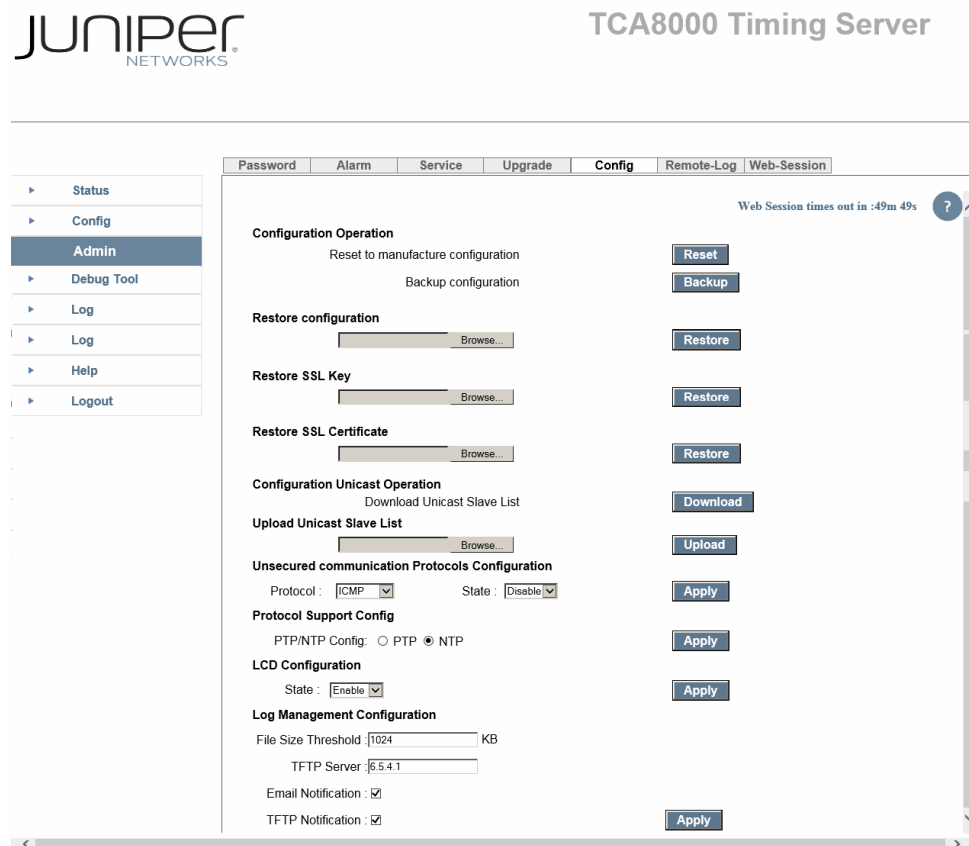 JUNIPEr
NETWORKS
TCA8000 Timing Server
Password Alarm Service Upgrade Config Remote-Log Web-Session
Status
Config
Admin
Debug Tool
Log
Log
Help
Logout
Web Session times out in :49m 49s ?
Configuration Operation
Reset to manufacture configuration Reset
Backup configuration Backup
Restore configuration
Browse... Restore
Restore SSL Key
Browse... Restore
Restore SSL Certificate
Browse... Restore
Configuration Unicast Operation
Download Unicast Slave List Download
Upload Unicast Slave List
Browse... Upload
Unsecured communication Protocols Configuration
Protocol : ICMP State : Disable Apply
Protocol Support Config
PTP/NTP Config: PTP NTP Apply
LCD Configuration
State : Enable Apply
Log Management Configuration
File Size Threshold :1024 KB
TFTP Server :6.5.4.1
Email Notification :
TFTP Notification : Apply